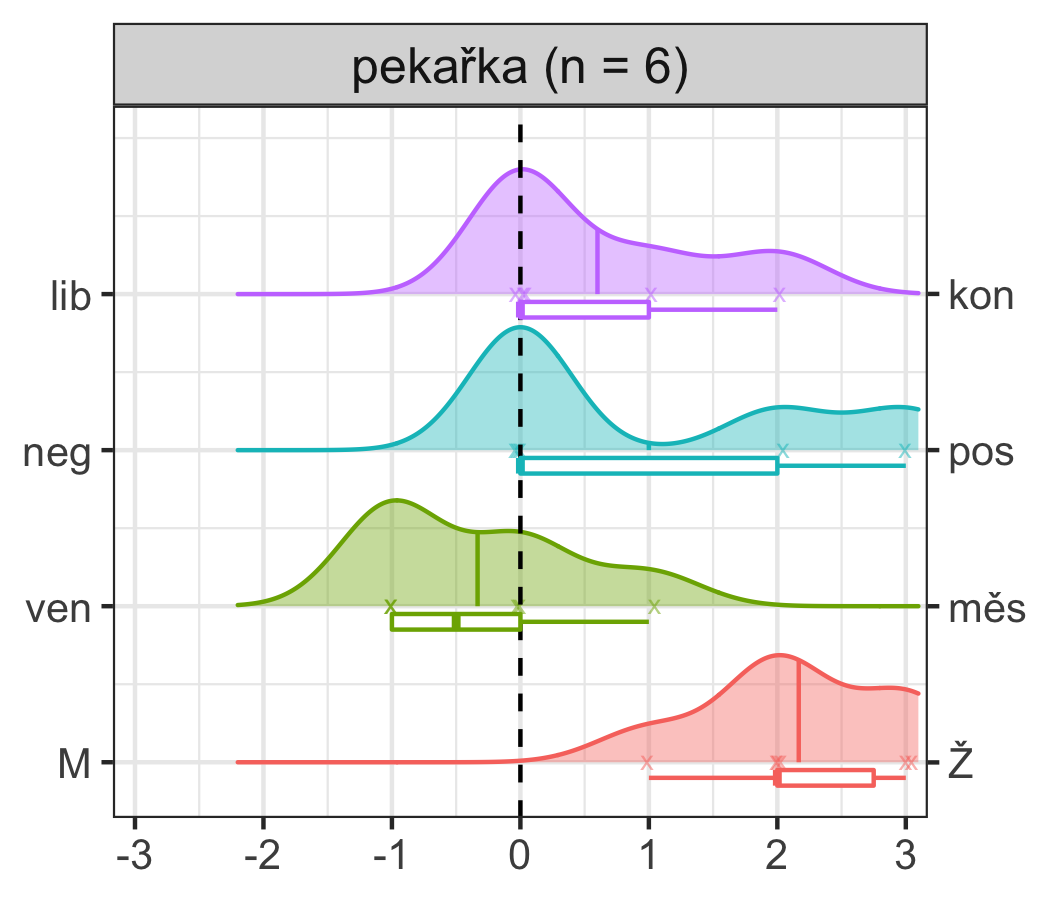 pekařka (n = 6)
lib kon
neg pos
ven měs
M Ž
-3 -2 -1 0 1 2 3